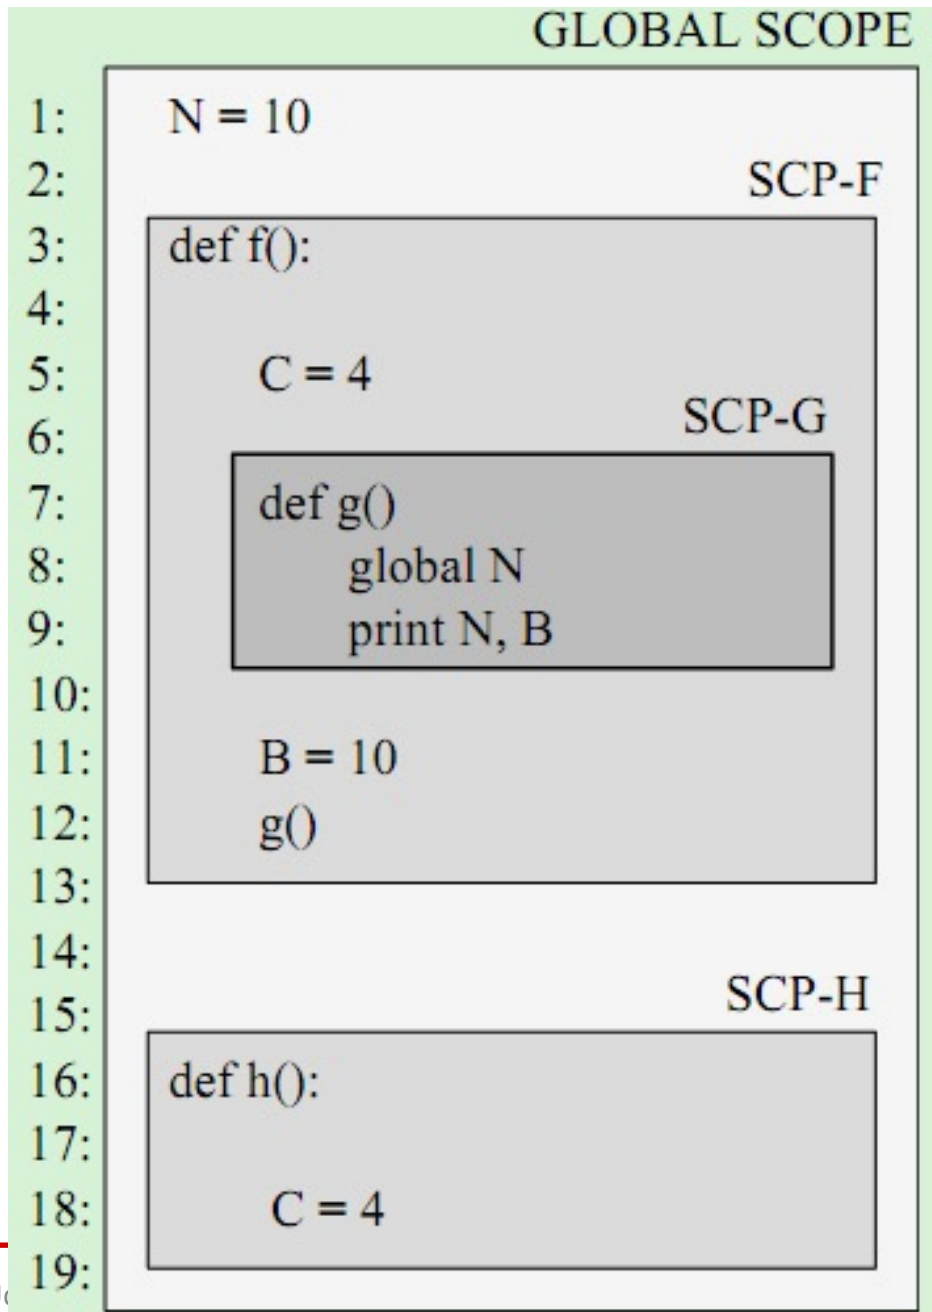 GLOBAL SCOPE
1: N = 10
2: SCP-F
3: def f():
4:
5: C = 4
6: SCP-G
7: def g()
8: global N
9: print N, B
10:
11: B = 10
12: g()
13:
14:
15: SCP-H
16: def h():
17:
18: C = 4
19: